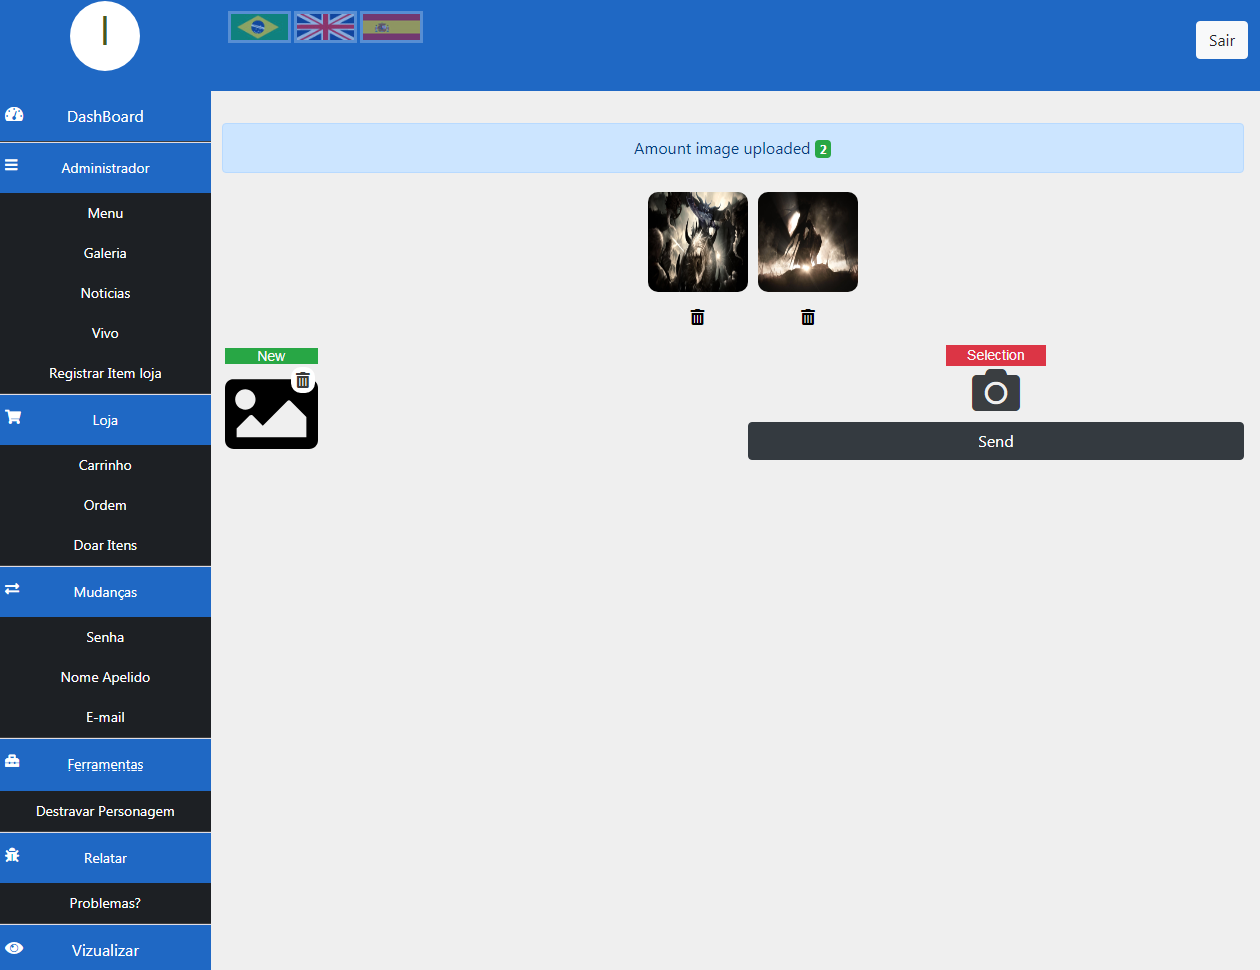 Sair
DashBoard
Administrador
Menu
Galeria
Noticias
Vivo
Registrar Item loja
Loja
Carrinho
Ordem
Doar Itens
Mudanças
Senha
Nome Apelido
E-mail
Ferramentas
Destravar Personagem
Relatar
Problemas?
Vizualizar
Amount image uploaded 2
New
Selection
Send